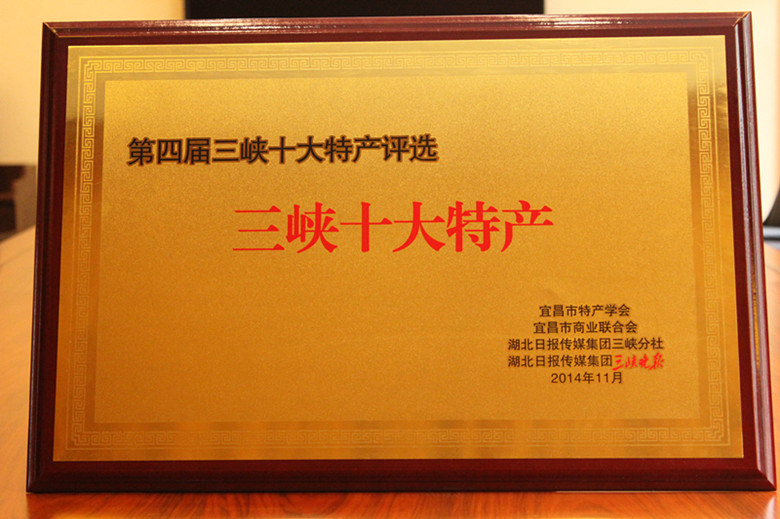 第四届三峡十大特产评选
三峡十大特产
宜昌市特产学会
宜昌市商业联合会
湖北日报传媒集团三峡分社
湖北日报传媒集团三峡晚报
2014年11月